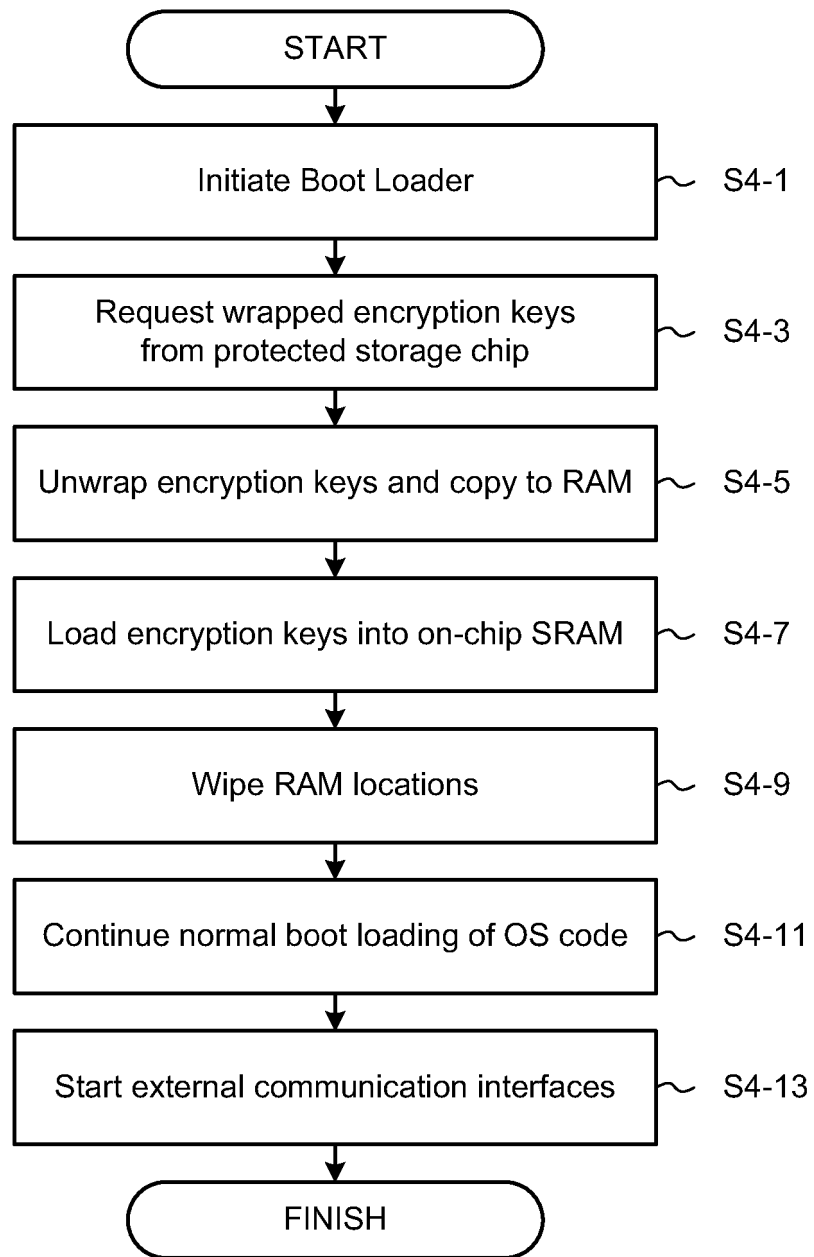 START
Initiate Boot Loader
S4-1
Request wrapped encryption keys
from protected storage chip
S4-3
Unwrap encryption keys and copy to RAM
S4-5
Load encryption keys into on-chip SRAM
S4-7
Wipe RAM locations
S4-9
Continue normal boot loading of OS code
S4-11
Start external communication interfaces
S4-13
FINISH